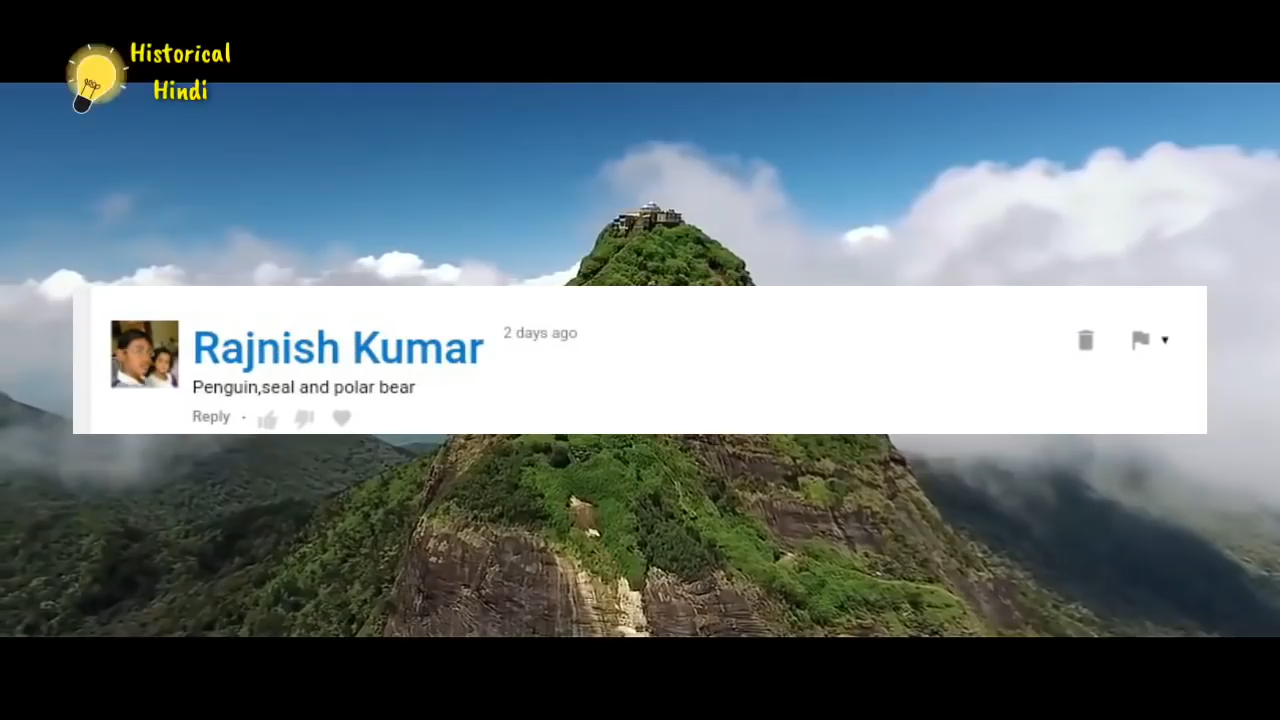 Historical
Hindi
Rajnish Kumar 2 days ago
Penguin,seal and polar bear
Reply ·